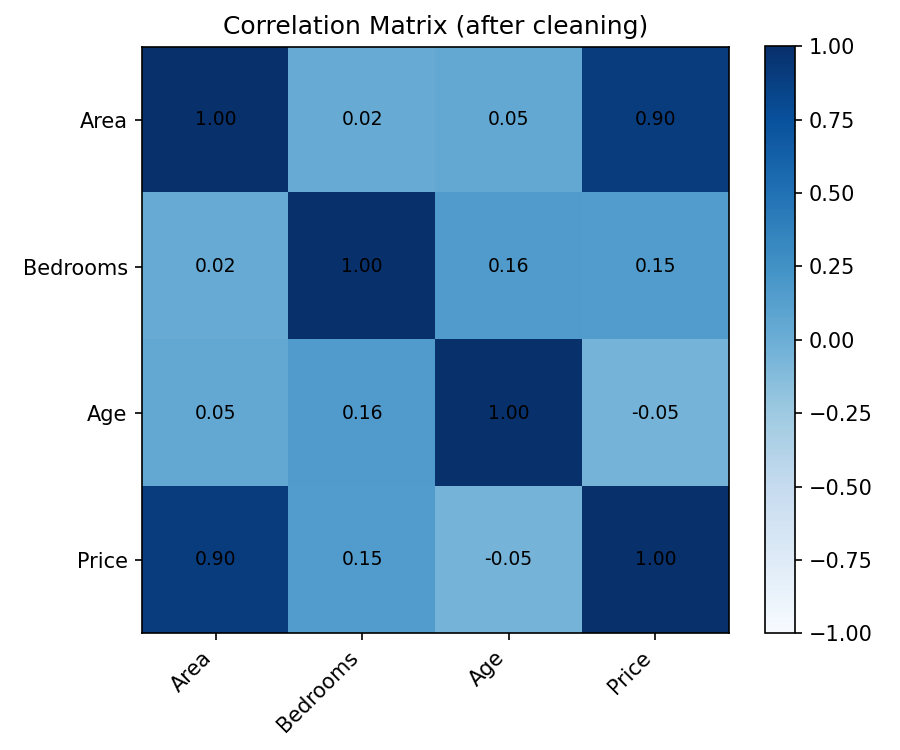 Correlation Matrix (after cleaning)
Area 1.00 0.02 0.05 0.90
Bedrooms 0.02 1.00 0.16 0.15
Age 0.05 0.16 1.00 -0.05
Price 0.90 0.15 -0.05 1.00
Area Bedrooms Age Price
1.00
0.75
0.50
0.25
0.00
−0.25
−0.50
−0.75
−1.00